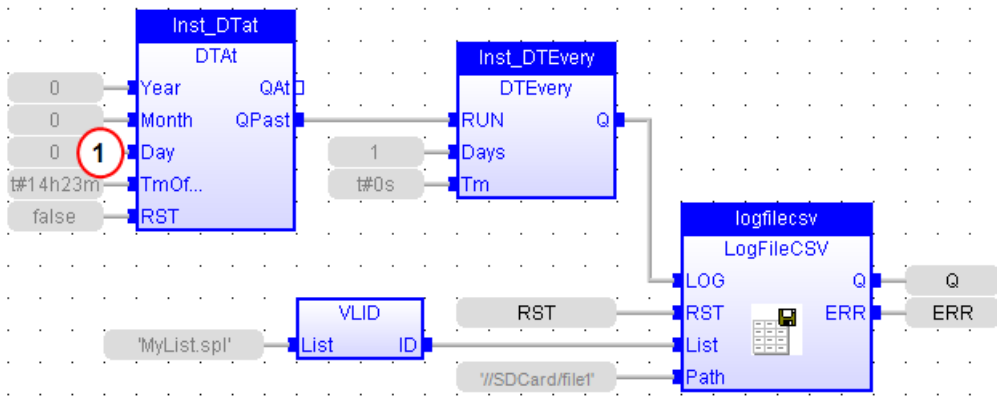 Inst_DTat
DTAt
0 Year QAt
0 Month QPast
0 1 Day
t#14h23m TmOf...
false RST
Inst_DTEvery
DTEvery
RUN Q
1 Days
t#0s Tm
logfilecsv
LogFileCSV
LOG Q Q
RST RST ERR ERR
List
'//SDCard/file1' Path
VLID
'MyList.spl' List ID